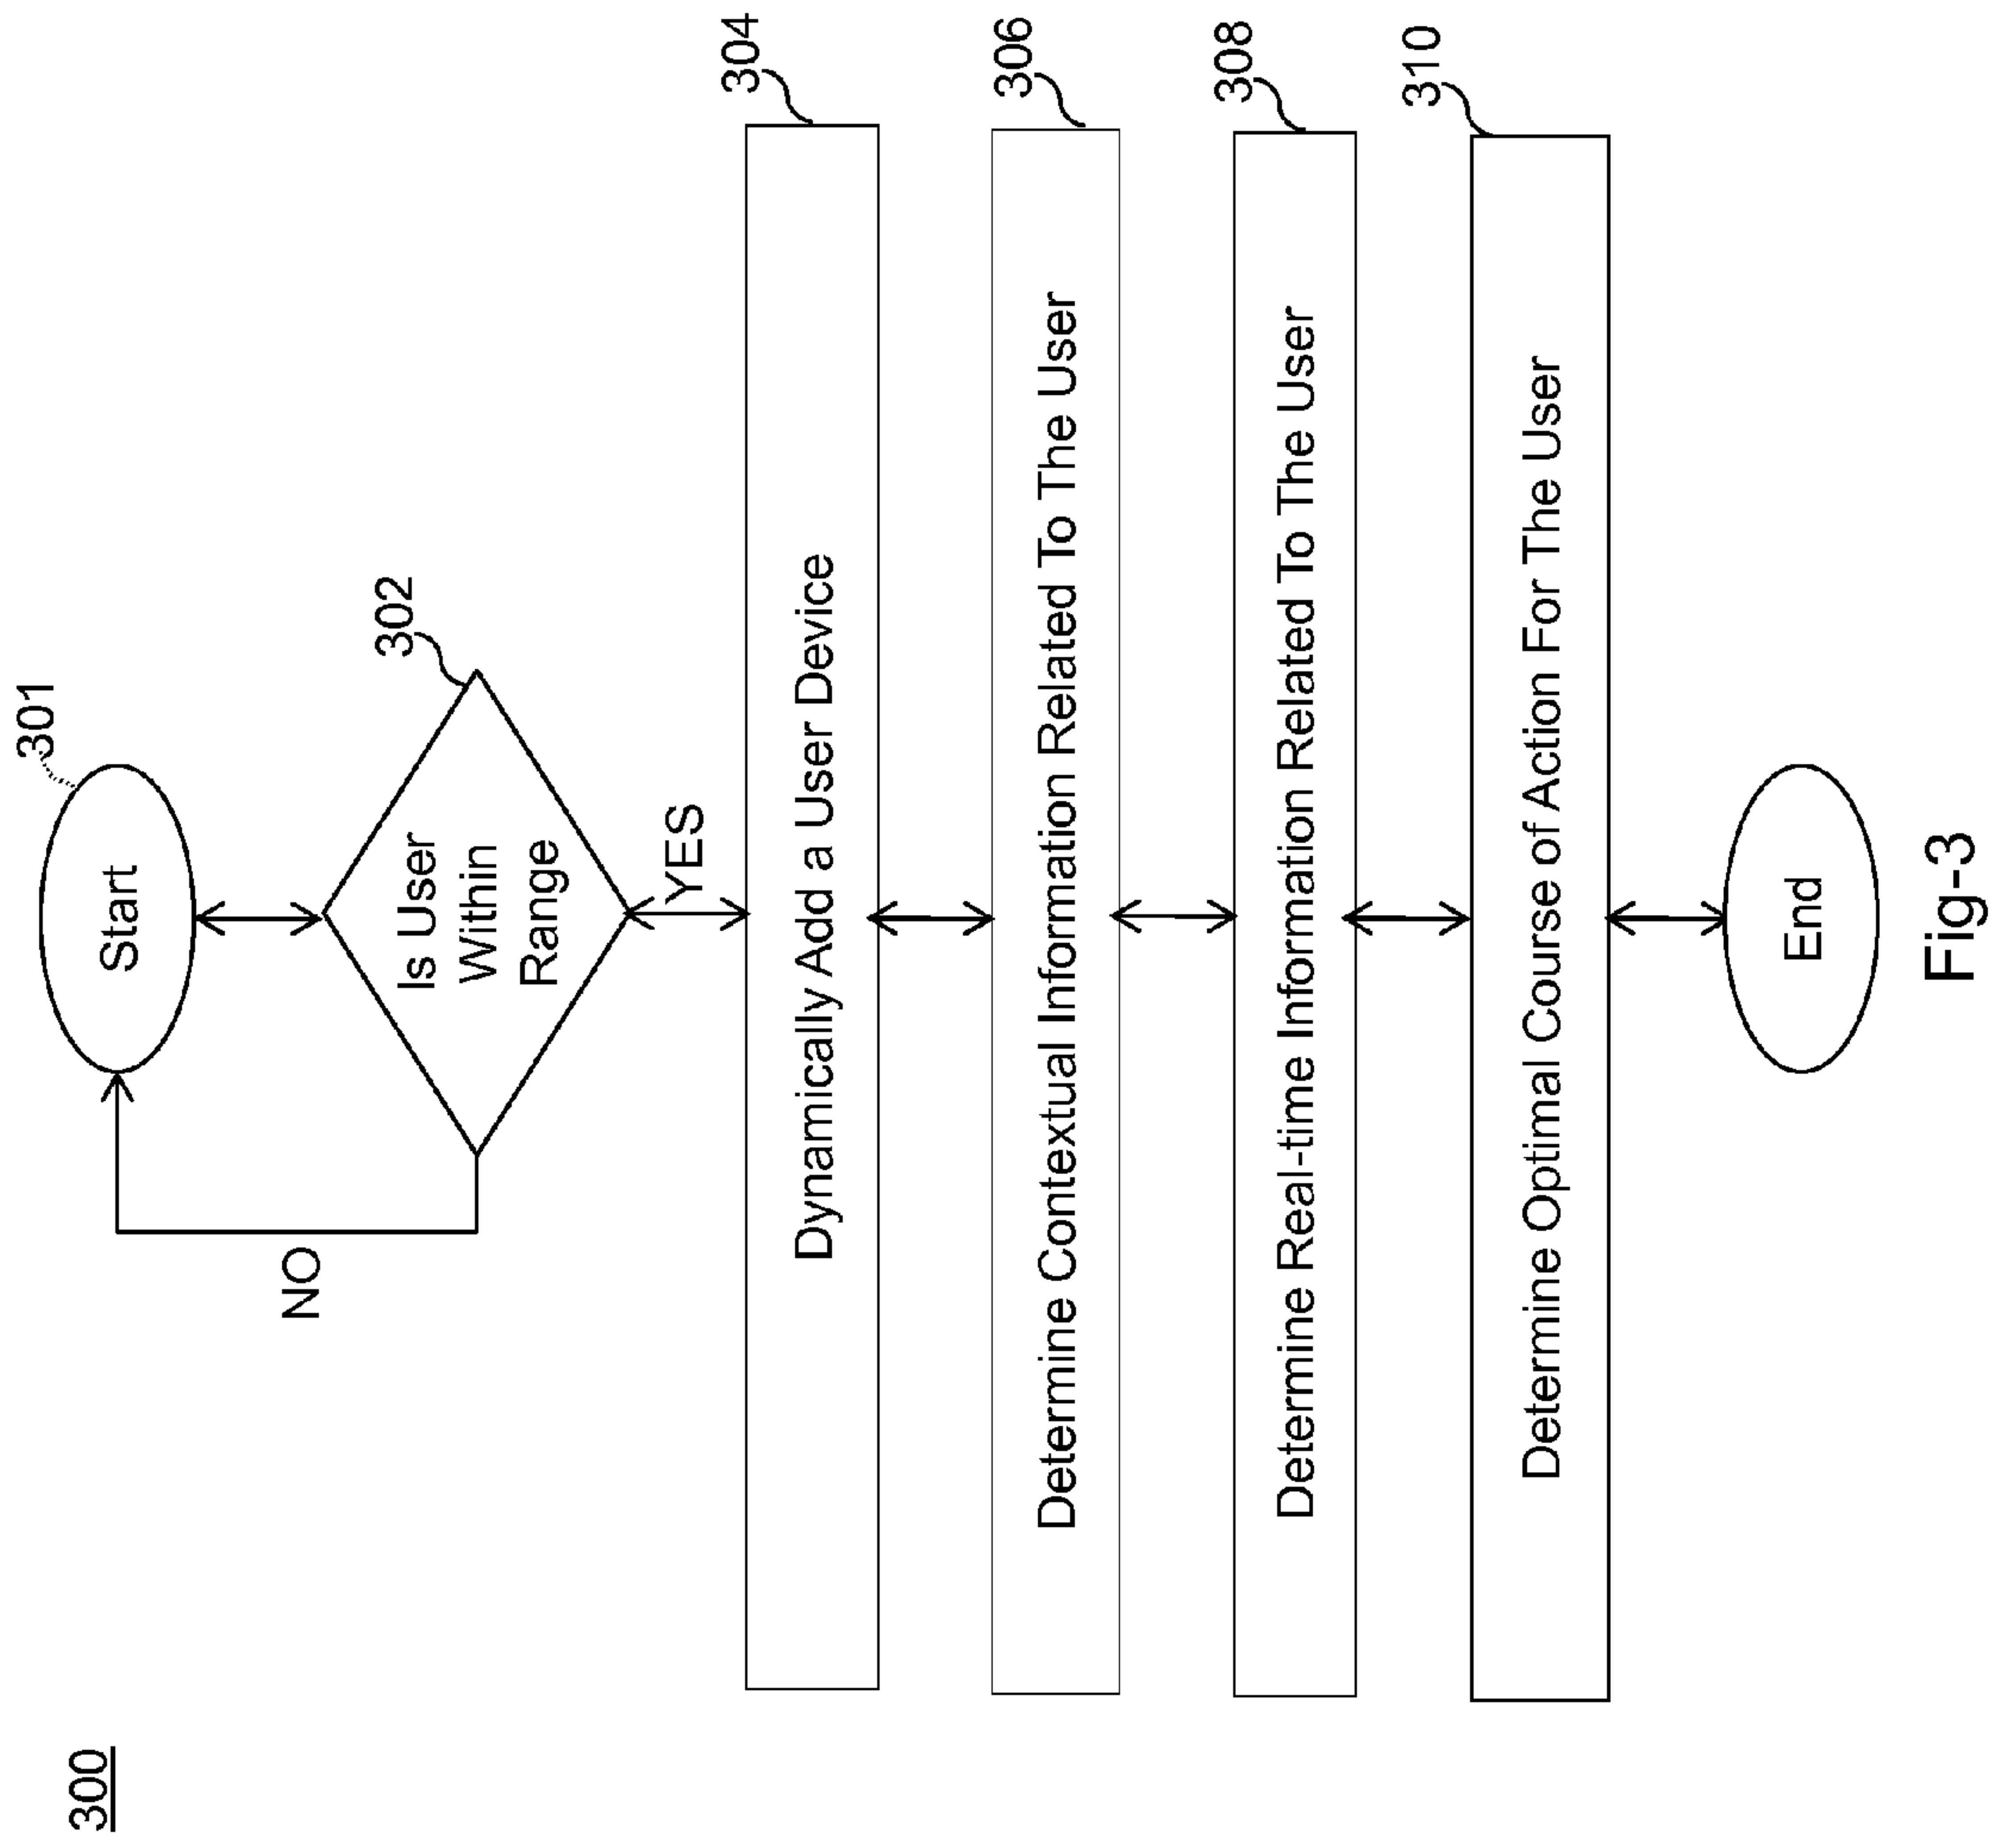 300
Start
301
Is User
Within
Range
302
NO
YES
Dynamically Add a User Device
304
Determine Contextual Information Related To The User
306
Determine Real-time Information Related To The User
308
Determine Optimal Course of Action For The User
310
End
Fig-3